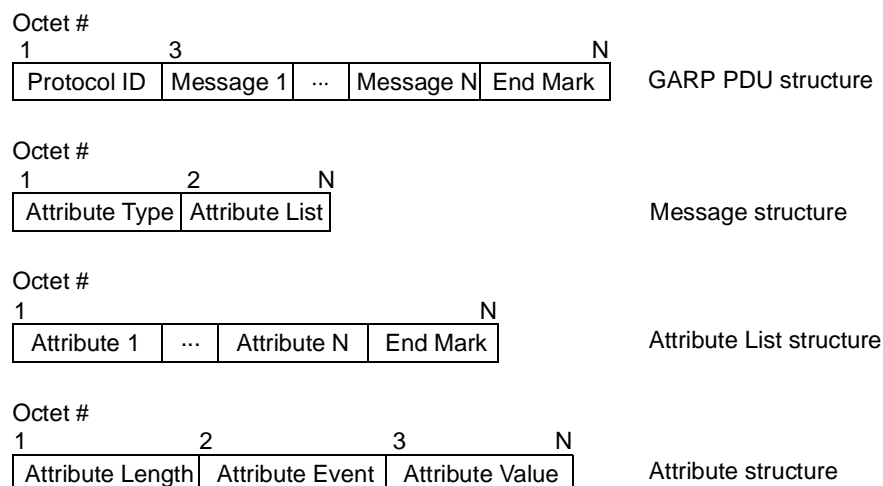 Octet #
1 3 N
Protocol ID Message 1 ... Message N End Mark GARP PDU structure
Octet #
1 2 N
Attribute Type Attribute List Message structure
Octet #
1 N
Attribute 1 ... Attribute N End Mark Attribute List structure
Octet #
1 2 3 N
Attribute Length Attribute Event Attribute Value Attribute structure